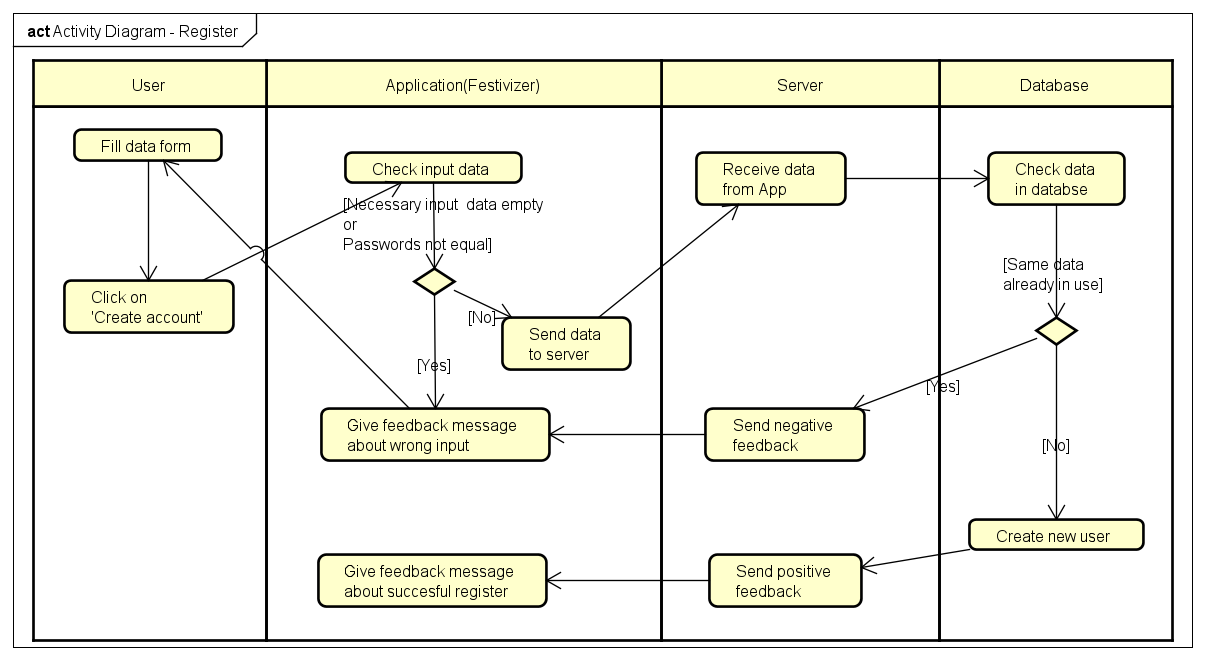 act Activity Diagram - Register
User
Application(Festivizer)
Server
Database
Fill data form
Check input data
Receive data
from App
Check data
in databse
[Necessary input  data empty
or
Passwords not equal]
[Same data
already in use]
Click on
'Create account'
[No]
Send data
to server
[Yes]
[Yes]
Give feedback message
about wrong input
Send negative
feedback
[No]
Create new user
Give feedback message
about succesful register
Send positive
feedback